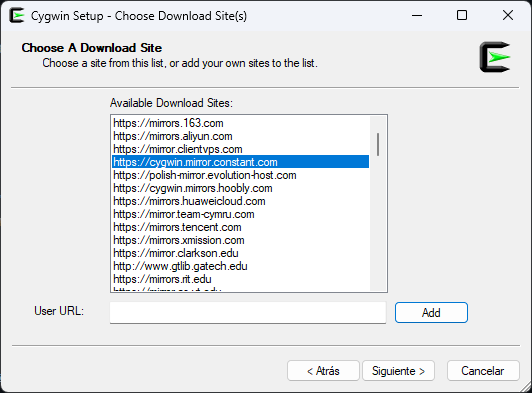 Cygwin Setup - Choose Download Site(s)
Choose A Download Site
Choose a site from this list, or add your own sites to the list.
Available Download Sites:
https://mirrors.163.com
https://mirrors.aliyun.com
https://mirror.clientvps.com
https://cygwin.mirror.constant.com
https://polish-mirror.evolution-host.com
https://cygwin.mirrors.hoobly.com
https://mirrors.huaweicloud.com
https://mirror.team-cymru.com
https://mirrors.tencent.com
https://mirrors.xmission.com
https://mirror.clarkson.edu
http://www.gtlib.gatech.edu
https://mirrors.rit.edu
User URL:
Add
< Atrás
Siguiente >
Cancelar